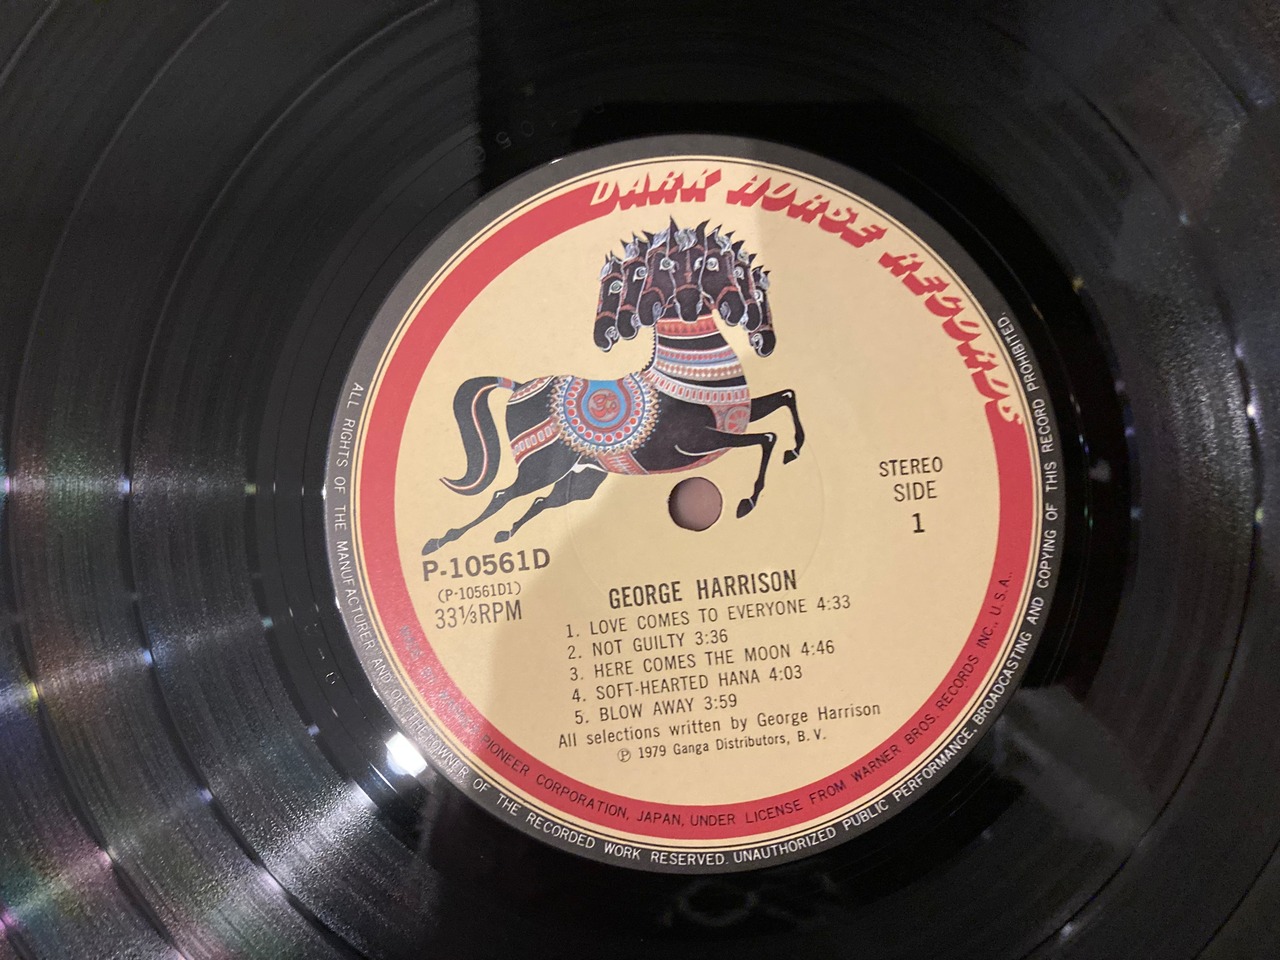 DARK HORSE RECORDS
STEREO
SIDE
1
P-10561D
(P-10561D1)
33⅓RPM
GEORGE HARRISON
1. LOVE COMES TO EVERYONE 4:33
2. NOT GUILTY 3:36
3. HERE COMES THE MOON 4:46
4. SOFT-HEARTED HANA 4:03
5. BLOW AWAY 3:59
All selections written by George Harrison
Ⓟ 1979 Ganga Distributors, B. V.
PIONEER CORPORATION, JAPAN, UNDER LICENSE FROM WARNER BROS. RECORDS INC., U.S.A..
ALL RIGHTS OF THE MANUFACTURER AND OF THE OWNER OF THE RECORDED WORK RESERVED. UNAUTHORIZED PUBLIC PERFORMANCE, BROADCASTING AND COPYING OF THIS RECORD PROHIBITED.